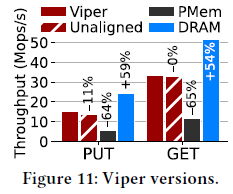 Viper
PMem
Unaligned
DRAM
Throughput (Mops/s)
50
40
30
20
10
0
−11%
−64%
+59%
−0%
−65%
+54%
PUT
GET
Figure 11: Viper versions.